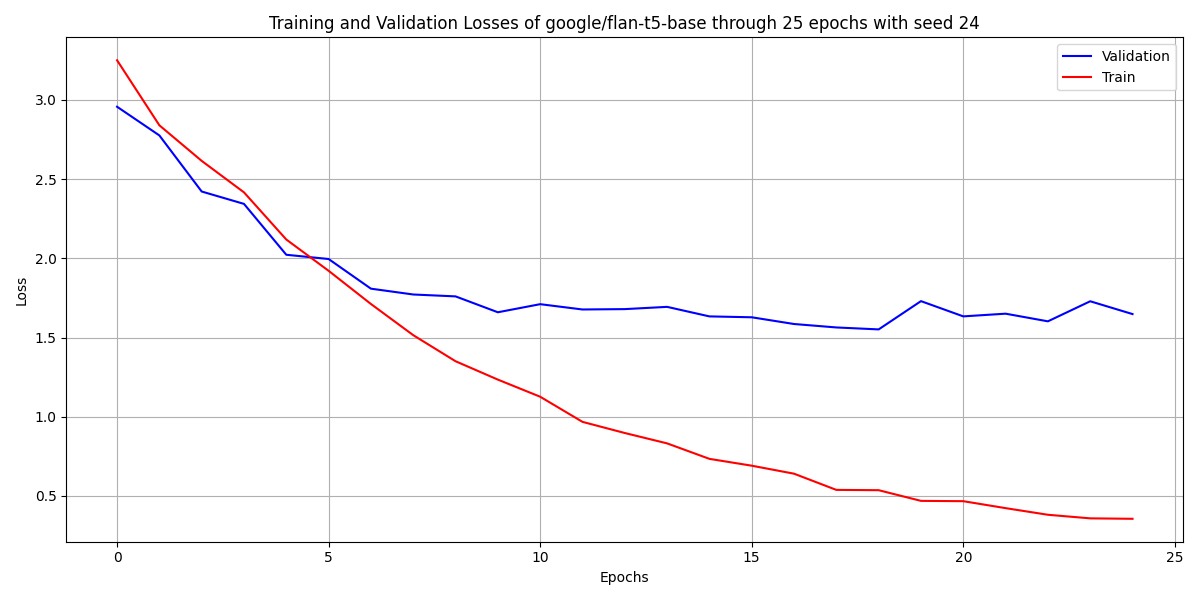 Training and Validation Losses of google/flan-t5-base through 25 epochs with seed 24
Validation
Train
Loss
3.0
2.5
2.0
1.5
1.0
0.5
0
5
10
15
20
25
Epochs